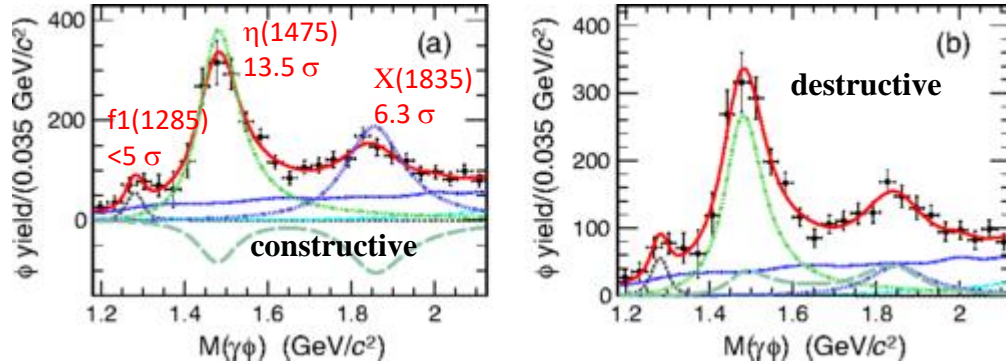 400
300
200
100
0
η(1475)
13.5 σ
(a)
X(1835)
6.3 σ
f1(1285)
<5 σ
constructive
1.2 1.4 1.6 1.8 2
M(γϕ) (GeV/c²)
ϕ yield/(0.035 GeV/c²)
400
300
200
100
0
(b)
destructive
1.2 1.4 1.6 1.8 2
M(γϕ) (GeV/c²)
ϕ yield/(0.035 GeV/c²)